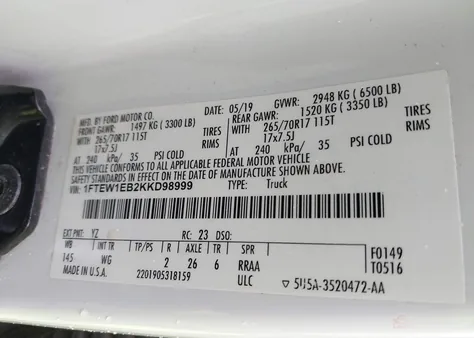 MFD. BY FORD MOTOR CO.
DATE: 05/19 GVWR: 2948 KG ( 6500 LB)
FRONT GAWR: 1497 KG ( 3300 LB) REAR GAWR: 1520 KG ( 3350 LB)
WITH 265/70R17 115T TIRES WITH 265/70R17 115T TIRES
17x7.5J RIMS 17x7.5J RIMS
AT 240 kPa/ 35 PSI COLD AT 240 kPa/ 35 PSI COLD
THIS VEHICLE CONFORMS TO ALL APPLICABLE FEDERAL MOTOR VEHICLE
SAFETY STANDARDS IN EFFECT ON THE DATE OF MANUFACTURE SHOWN ABOVE.
VIN: 1FTEW1EB2KKD98999 TYPE: Truck
EXT PNT: YZ RC: 23 DSO:
WB INT TR TP/PS R AXLE TR SPR F0149
145 WG 2 26 6 RRAA T0516
MADE IN U.S.A. 2201905318159 ULC ▽ 5U5A-3520472-AA